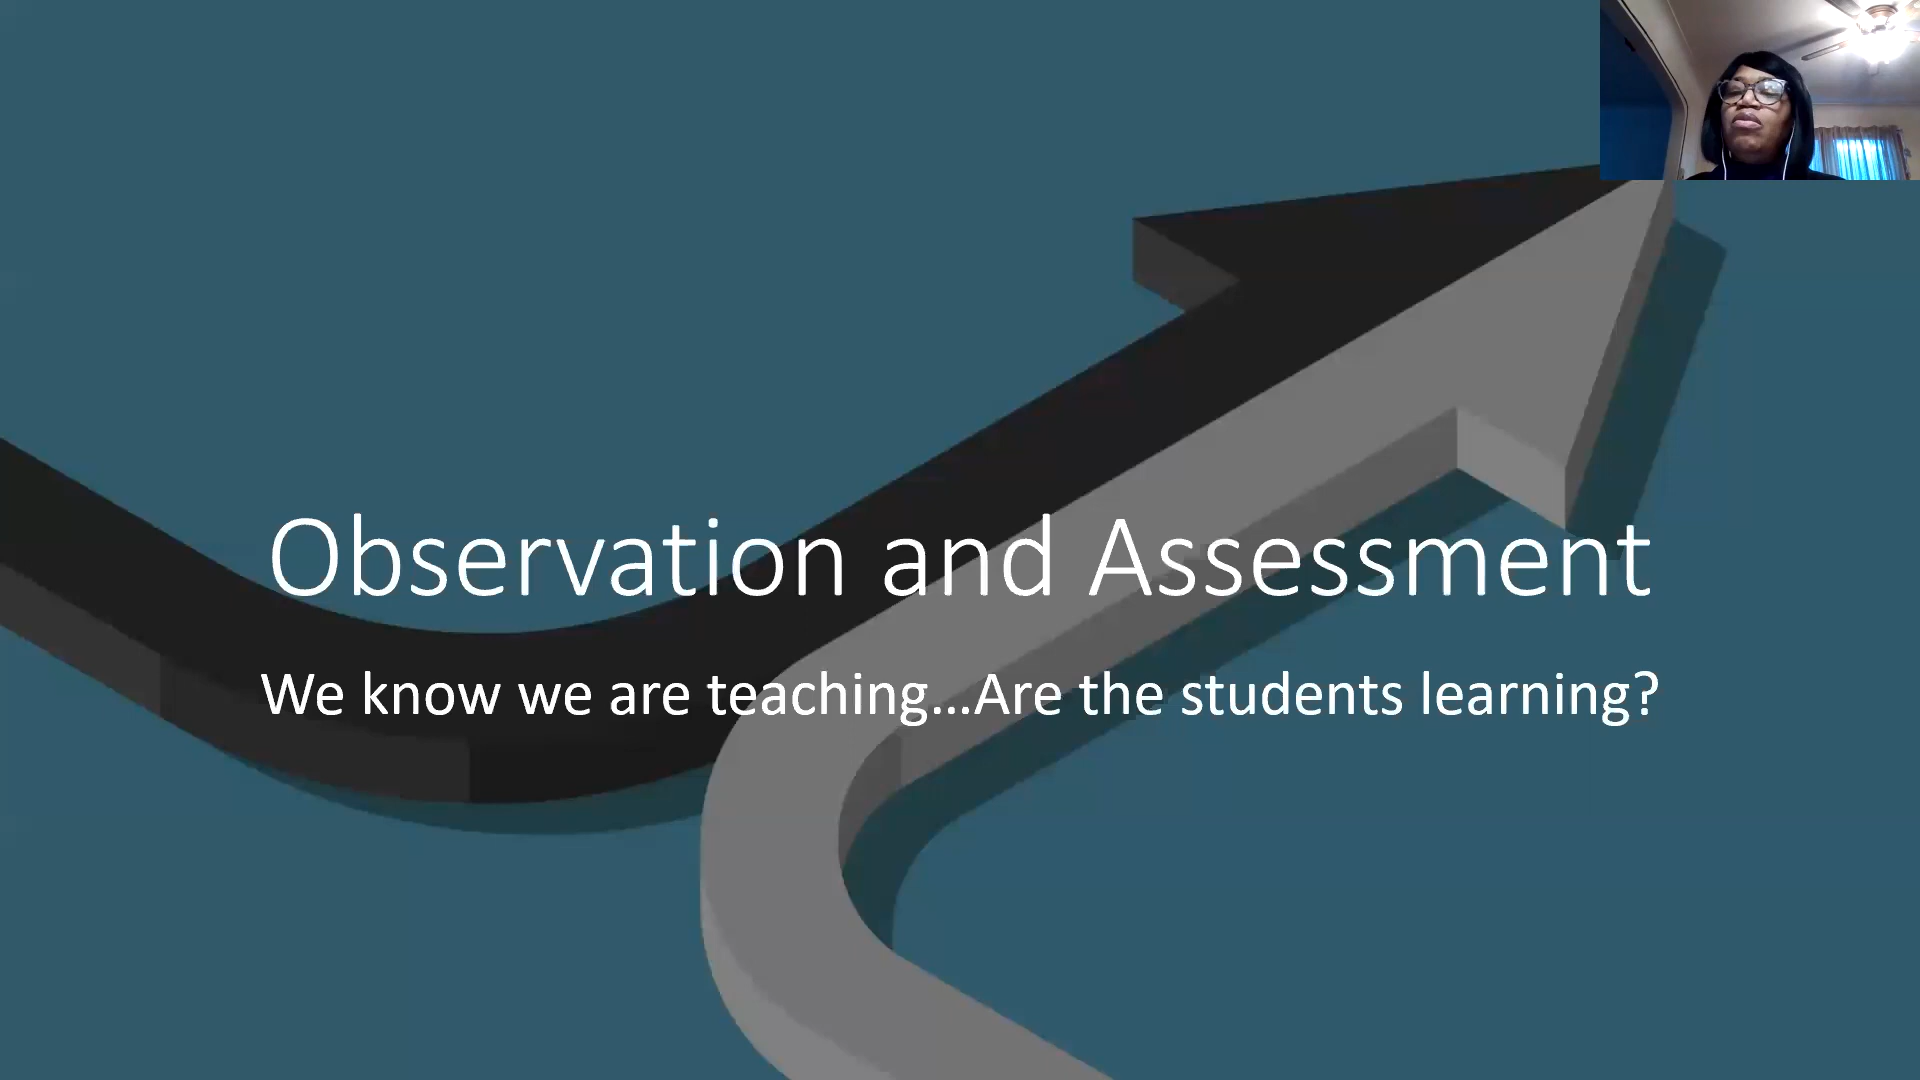 Observation and Assessment
We know we are teaching…Are the students learning?